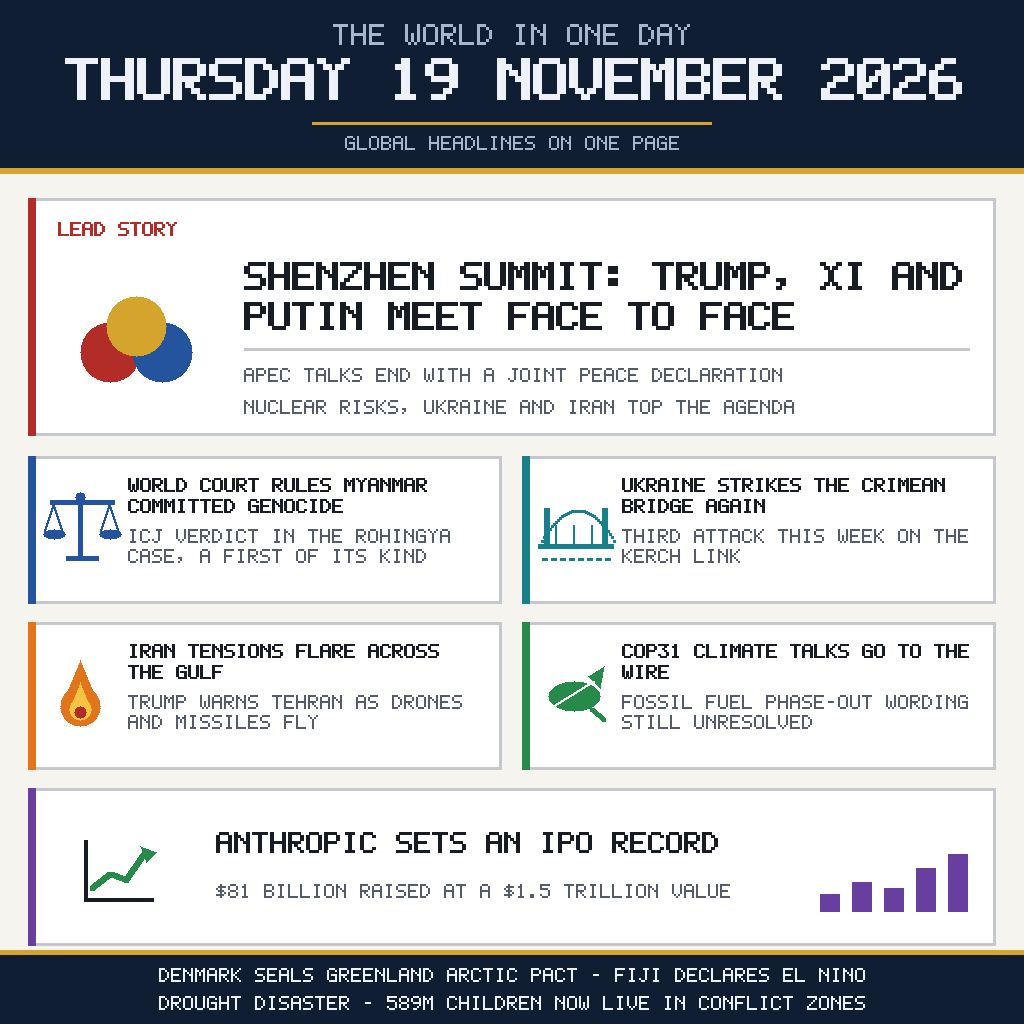 THE WORLD IN ONE DAY
THURSDAY 19 NOVEMBER 2026
GLOBAL HEADLINES ON ONE PAGE
LEAD STORY
SHENZHEN SUMMIT: TRUMP, XI AND
PUTIN MEET FACE TO FACE
APEC TALKS END WITH A JOINT PEACE DECLARATION
NUCLEAR RISKS, UKRAINE AND IRAN TOP THE AGENDA
WORLD COURT RULES MYANMAR
COMMITTED GENOCIDE
ICJ VERDICT IN THE ROHINGYA
CASE, A FIRST OF ITS KIND
UKRAINE STRIKES THE CRIMEAN
BRIDGE AGAIN
THIRD ATTACK THIS WEEK ON THE
KERCH LINK
IRAN TENSIONS FLARE ACROSS
THE GULF
TRUMP WARNS TEHRAN AS DRONES
AND MISSILES FLY
COP31 CLIMATE TALKS GO TO THE
WIRE
FOSSIL FUEL PHASE-OUT WORDING
STILL UNRESOLVED
ANTHROPIC SETS AN IPO RECORD
$81 BILLION RAISED AT A $1.5 TRILLION VALUE
DENMARK SEALS GREENLAND ARCTIC PACT - FIJI DECLARES EL NINO
DROUGHT DISASTER - 589M CHILDREN NOW LIVE IN CONFLICT ZONES